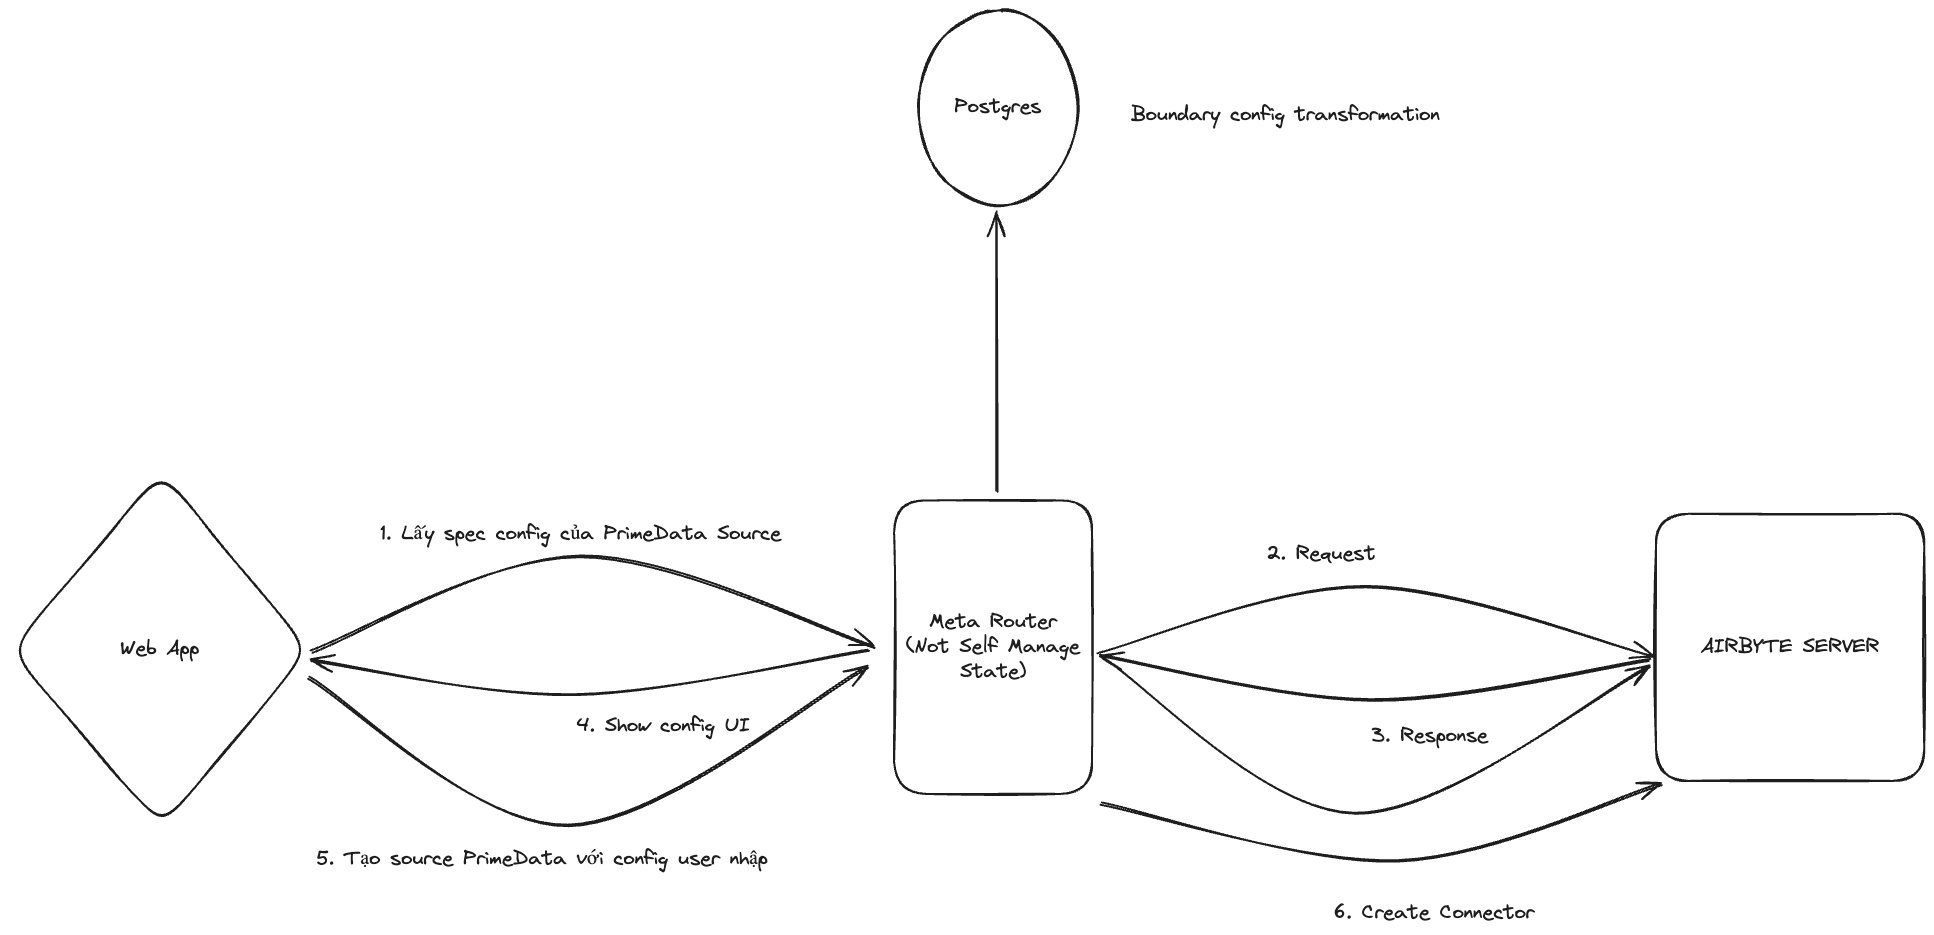 Postgres
Boundary config transformation
1. Lấy spec config của PrimeData Source
2. Request
Web App
Meta Router
(Not Self Manage
State)
AIRBYTE SERVER
4. Show config UI
3. Response
5. Tạo source PrimeData với config user nhập
6. Create Connector